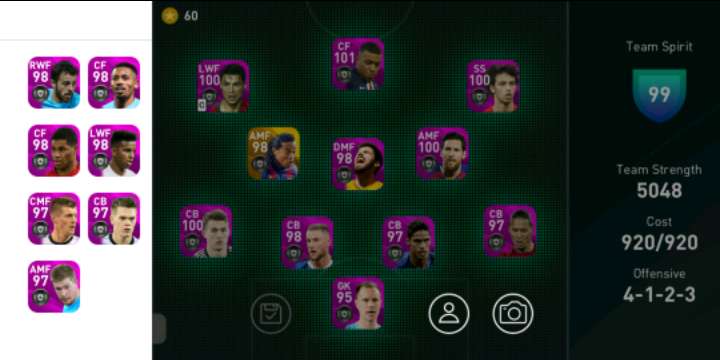 60
RWF
98
CF
98
CF
98
LWF
98
CMF
97
CB
97
AMF
97
LWF
100
CF
101
SS
100
AMF
98
DMF
98
AMF
100
CB
100
CB
98
CB
97
CB
97
GK
95
Team Spirit
99
Team Strength
5048
Cost
920/920
Offensive
4-1-2-3